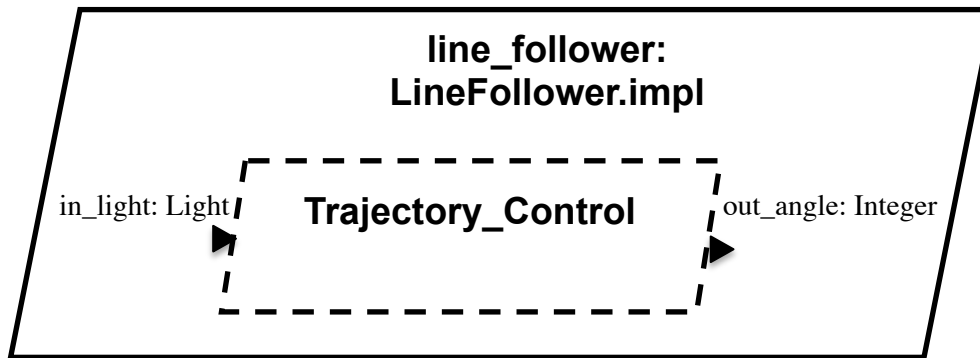 line_follower:
LineFollower.impl
in_light: Light
Trajectory_Control
out_angle: Integer